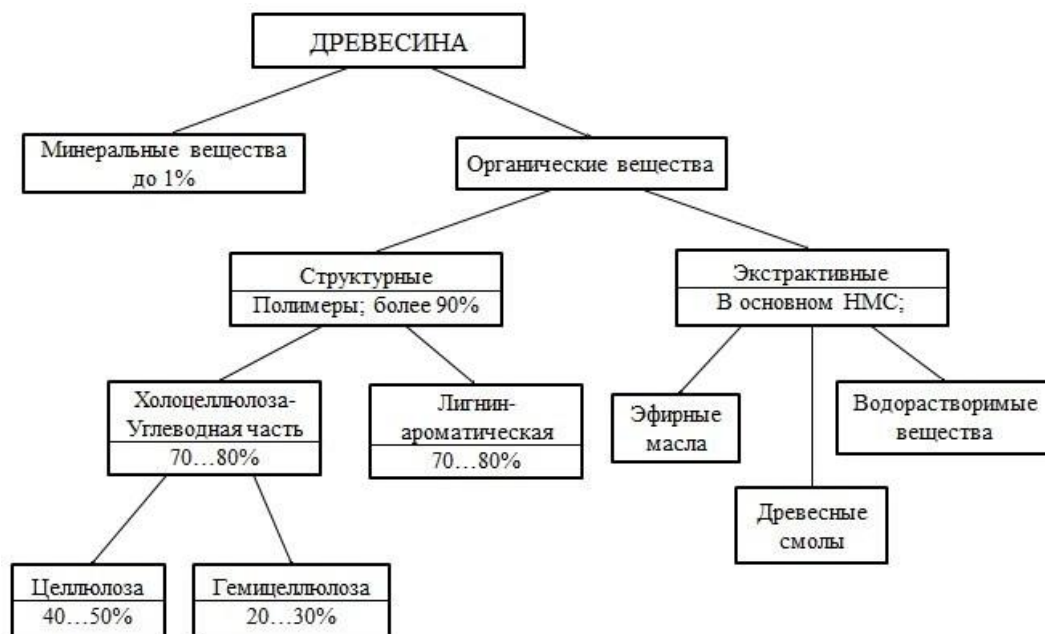 ДРЕВЕСИНА
Минеральные вещества
до 1%
Органические вещества
Структурные
Полимеры; более 90%
Экстрактивные
В основном НМС;
Холоцеллюлоза-
Углеводная часть
70…80%
Лигнин-
ароматическая
70…80%
Эфирные
масла
Водорастворимые
вещества
Древесные
смолы
Целлюлоза
40…50%
Гемицеллюлоза
20…30%